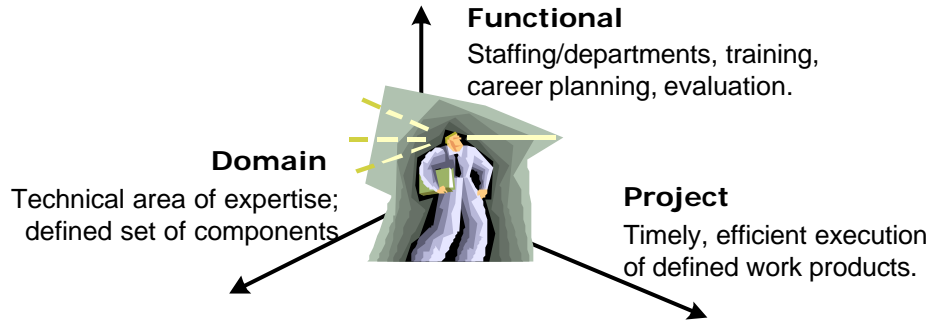 Functional
Staffing/departments, training,
career planning, evaluation.
Domain
Technical area of expertise;
defined set of components
Project
Timely, efficient execution
of defined work products.